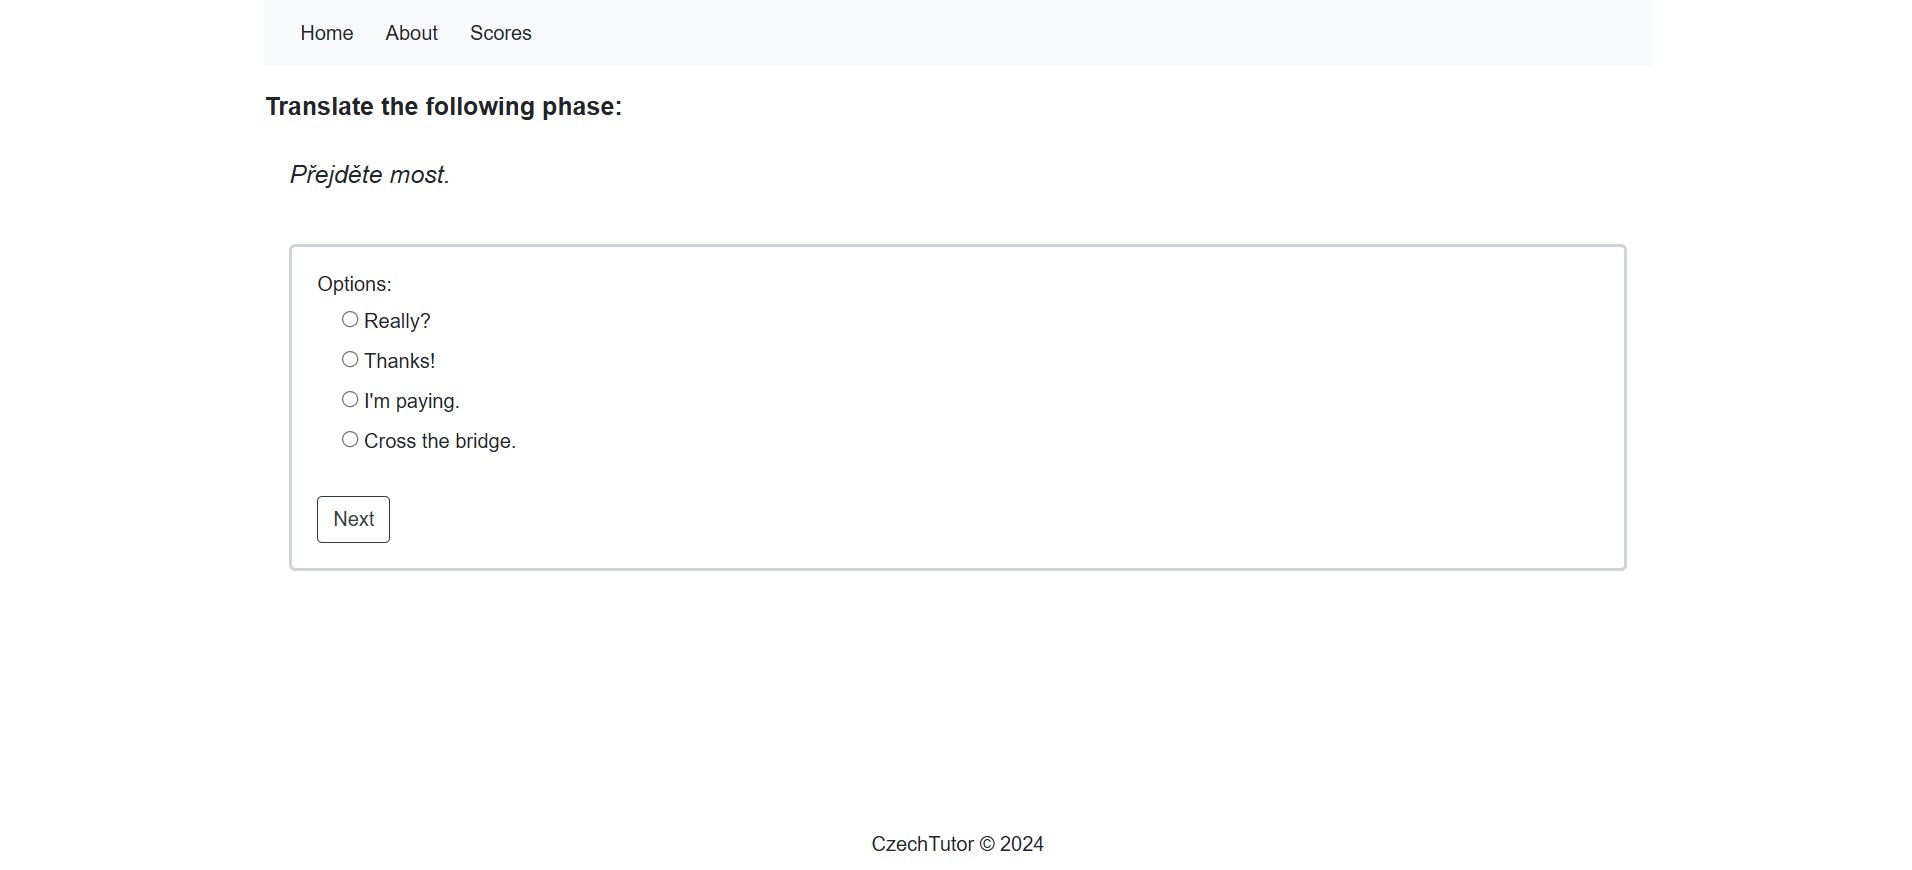 Home About Scores
Translate the following phase:
Přejděte most.
Options:
Really?
Thanks!
I'm paying.
Cross the bridge.
Next
CzechTutor © 2024